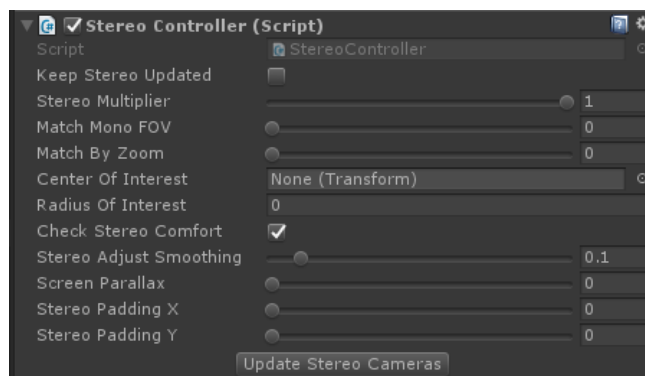 Stereo Controller (Script)
Script StereoController
Keep Stereo Updated
Stereo Multiplier 1
Match Mono FOV 0
Match By Zoom 0
Center Of Interest None (Transform)
Radius Of Interest 0
Check Stereo Comfort
Stereo Adjust Smoothing 0.1
Screen Parallax 0
Stereo Padding X 0
Stereo Padding Y 0
Update Stereo Cameras